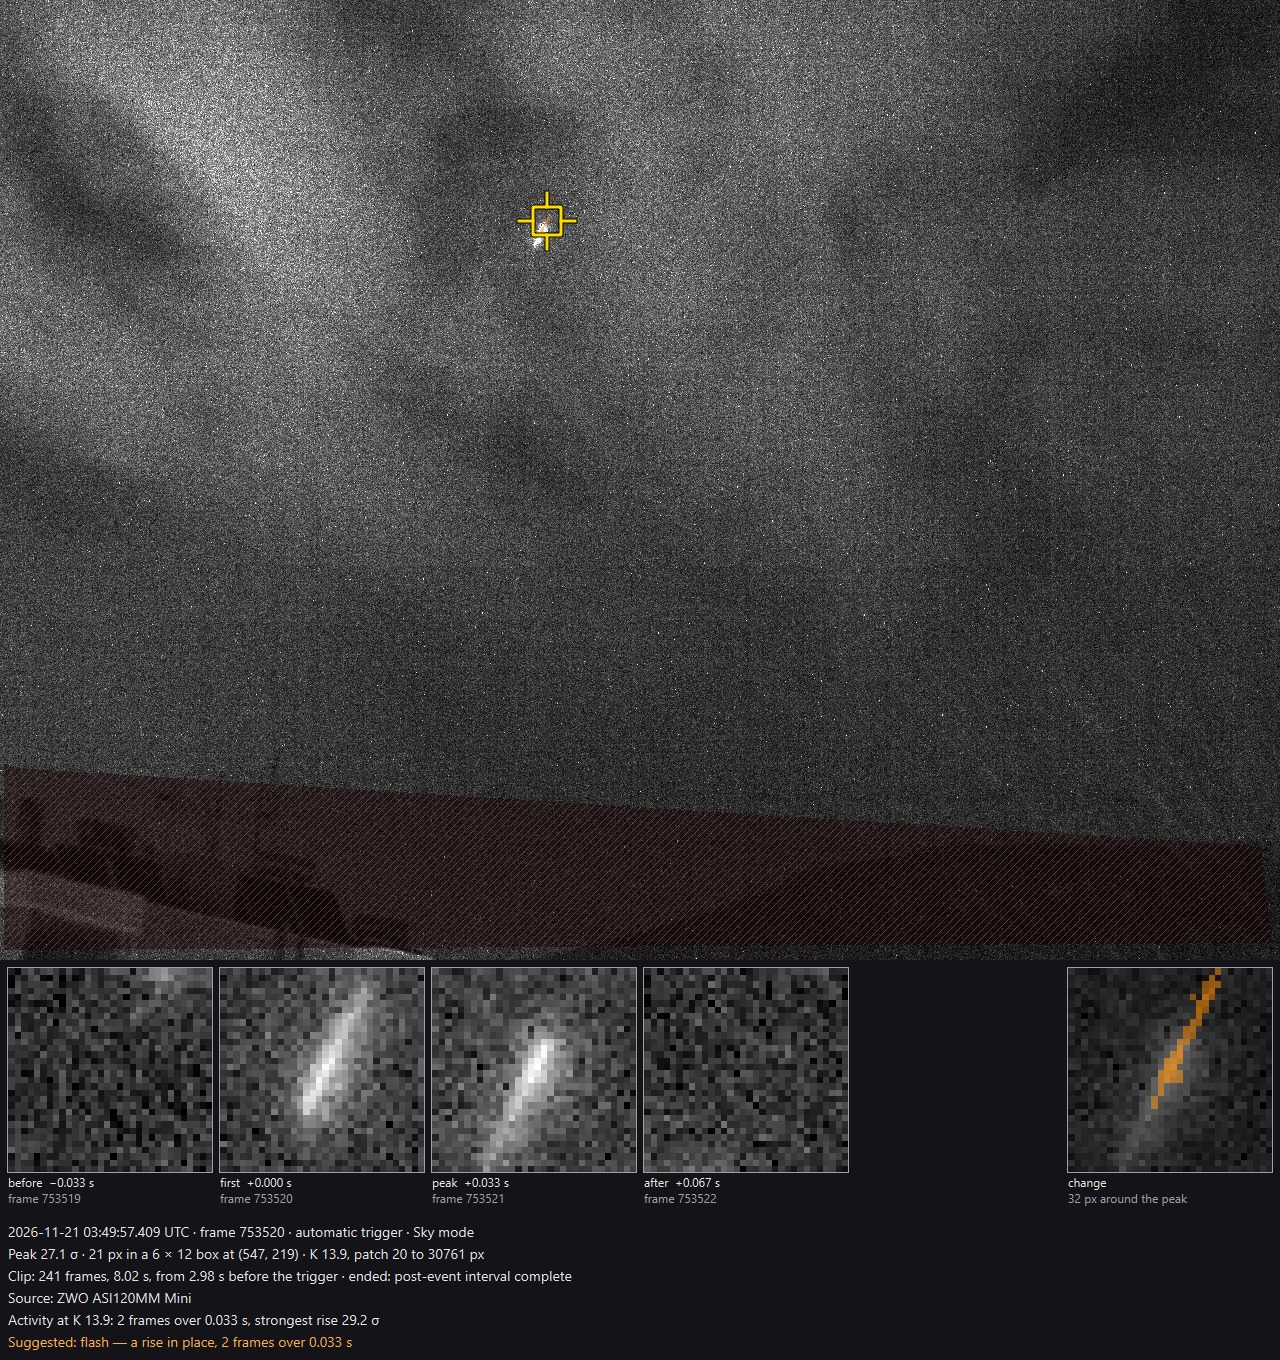 before −0.033 s
frame 753519
first +0.000 s
frame 753520
peak +0.033 s
frame 753521
after +0.067 s
frame 753522
change
32 px around the peak
2026-11-21 03:49:57.409 UTC · frame 753520 · automatic trigger · Sky mode
Peak 27.1 σ · 21 px in a 6 × 12 box at (547, 219) · K 13.9, patch 20 to 30761 px
Clip: 241 frames, 8.02 s, from 2.98 s before the trigger · ended: post-event interval complete
Source: ZWO ASI120MM Mini
Activity at K 13.9: 2 frames over 0.033 s, strongest rise 29.2 σ
Suggested: flash — a rise in place, 2 frames over 0.033 s